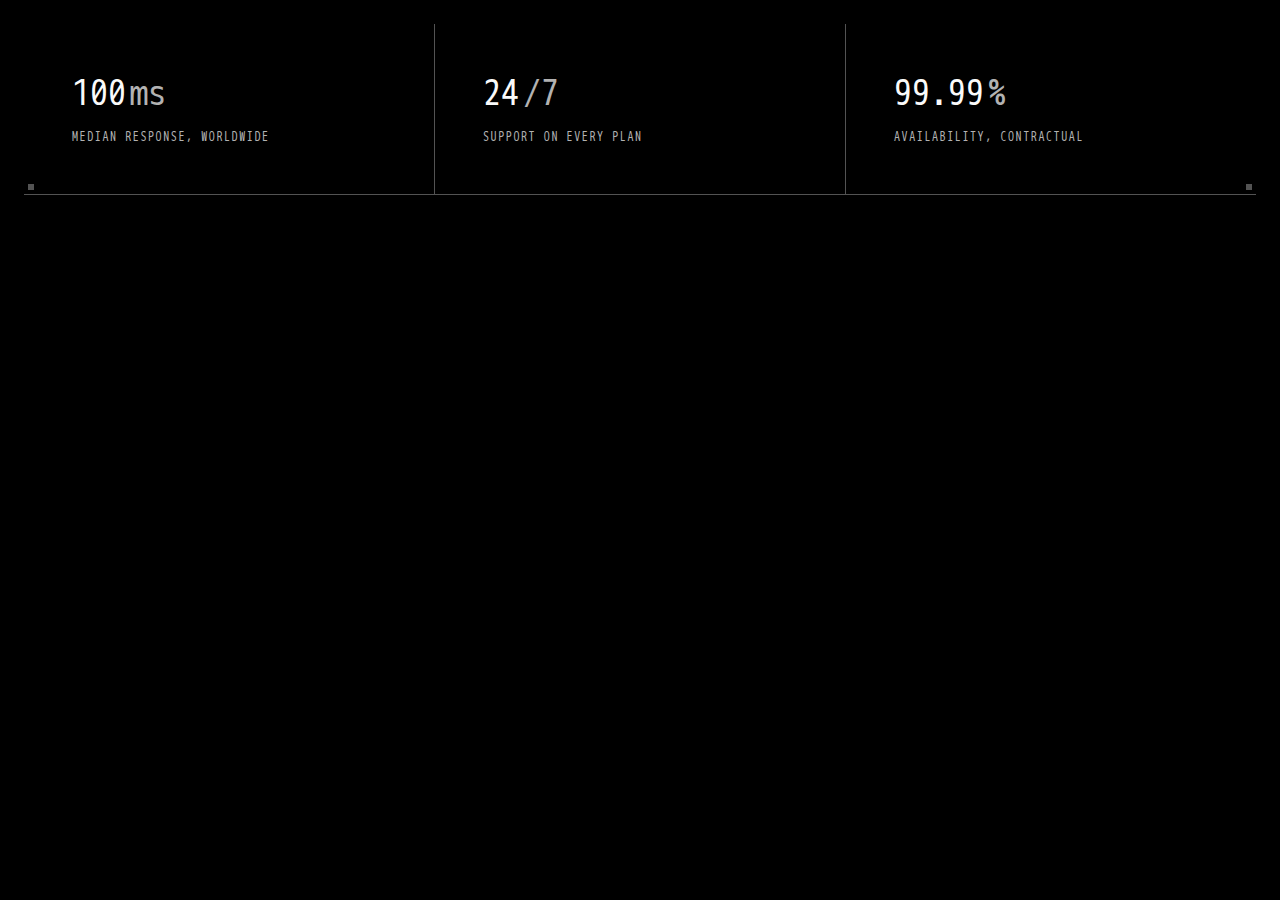 100ms
MEDIAN RESPONSE, WORLDWIDE
24/7
SUPPORT ON EVERY PLAN
99.99%
AVAILABILITY, CONTRACTUAL